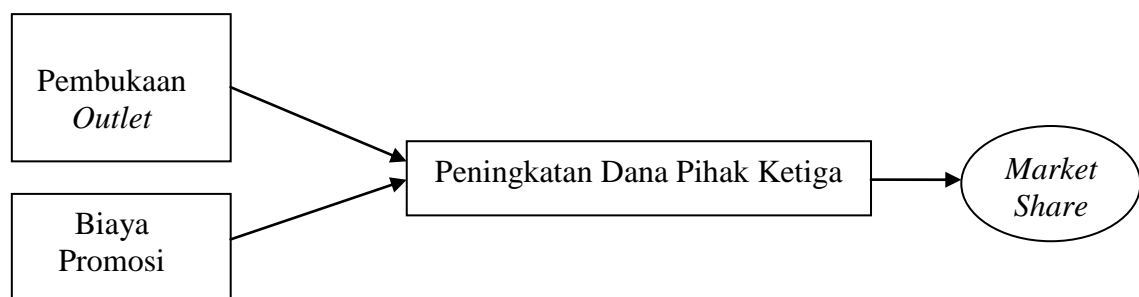 Pembukaan
Outlet
Peningkatan Dana Pihak Ketiga
Market
Share
Biaya
Promosi